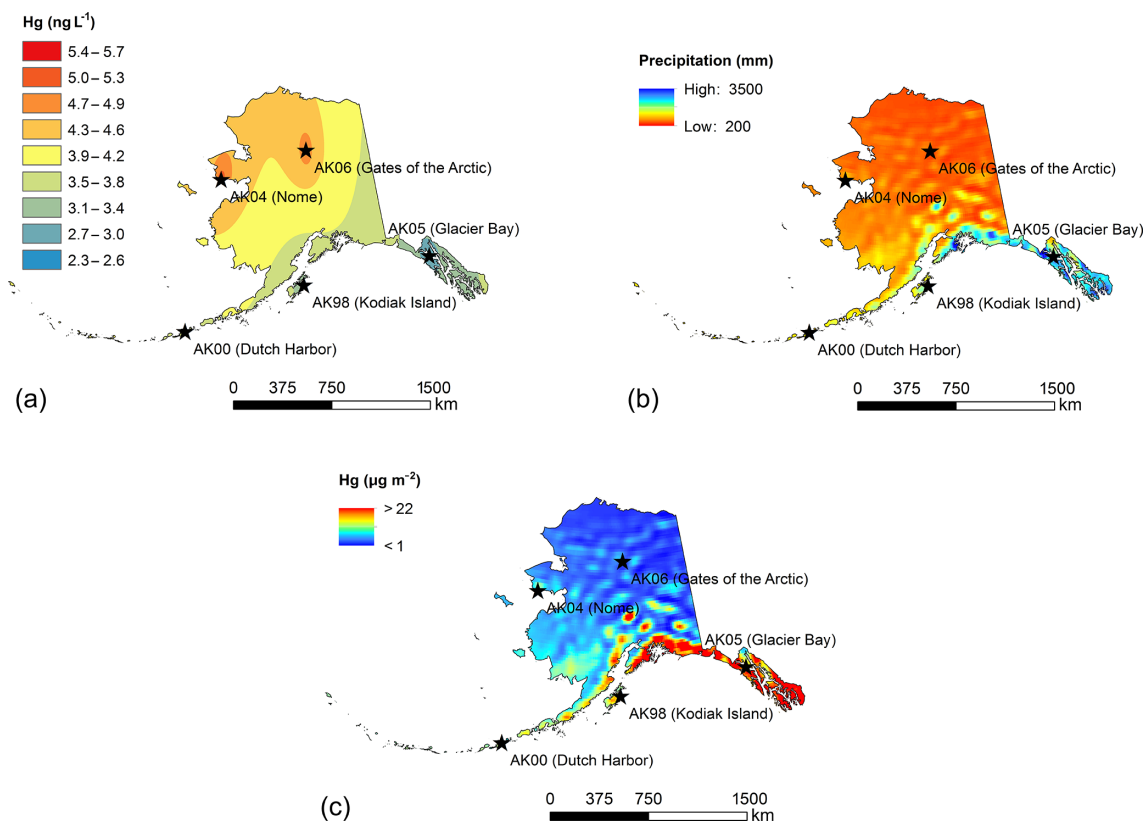 Hg (ng L⁻¹)
5.4 – 5.7
5.0 – 5.3
4.7 – 4.9
4.3 – 4.6
3.9 – 4.2
3.5 – 3.8
3.1 – 3.4
2.7 – 3.0
2.3 – 2.6
AK06 (Gates of the Arctic)
AK04 (Nome)
AK05 (Glacier Bay)
AK98 (Kodiak Island)
AK00 (Dutch Harbor)
(a)
0 375 750 1500
km
Precipitation (mm)
High: 3500
Low: 200
AK06 (Gates of the Arctic)
AK04 (Nome)
AK05 (Glacier Bay)
AK98 (Kodiak Island)
AK00 (Dutch Harbor)
(b)
0 375 750 1500
km
Hg (µg m⁻²)
> 22
< 1
AK06 (Gates of the Arctic)
AK04 (Nome)
AK05 (Glacier Bay)
AK98 (Kodiak Island)
AK00 (Dutch Harbor)
(c)
0 375 750 1500
km